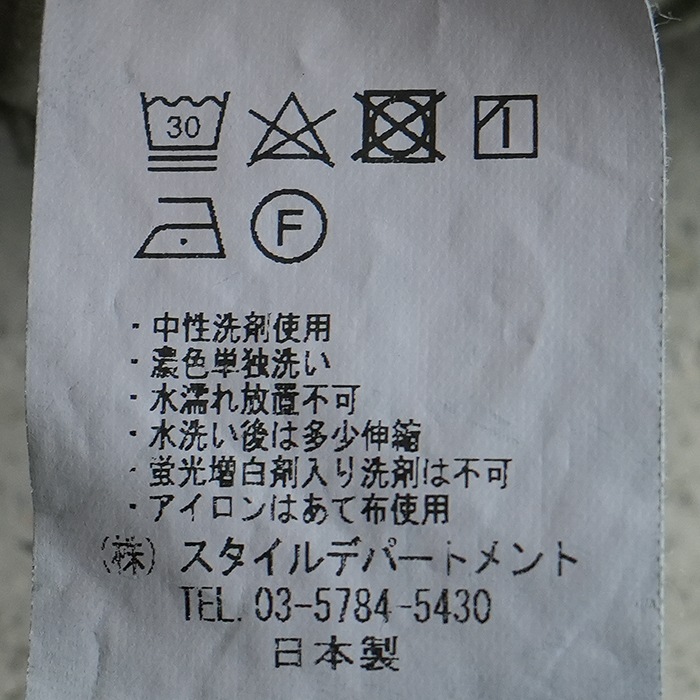 30
F
・中性洗剤使用
・濃色単独洗い
・水濡れ放置不可
・水洗い後は多少伸縮
・蛍光増白剤入り洗剤は不可
・アイロンはあて布使用
(株) スタイルデパートメント
TEL. 03-5784-5430
日本製